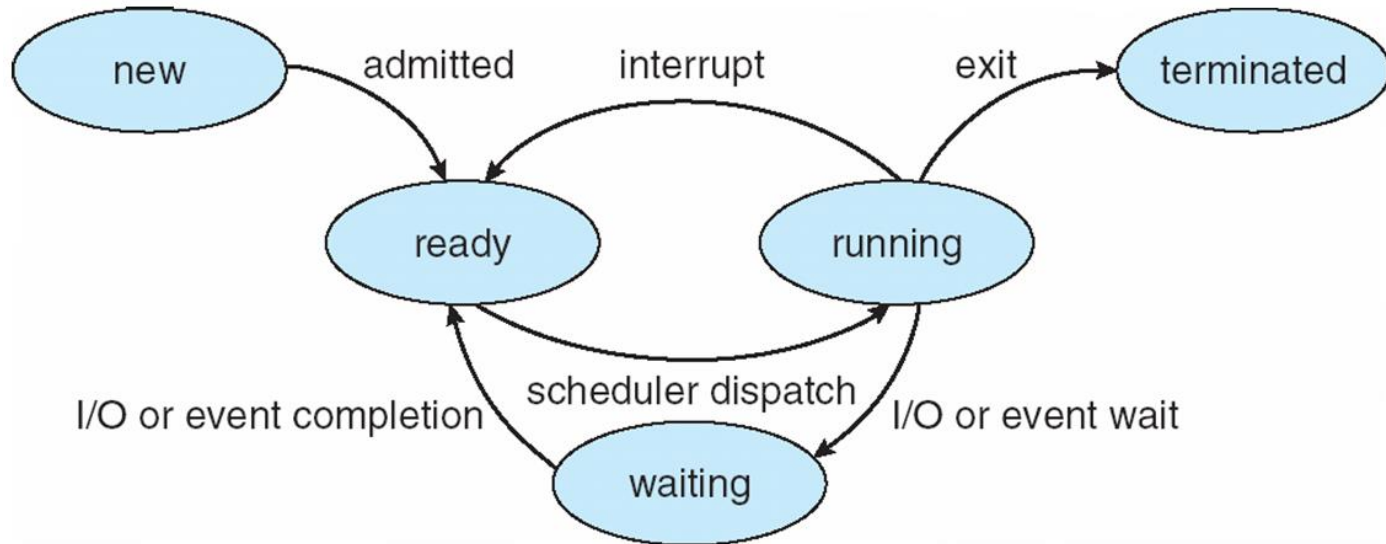 new
admitted
interrupt
exit
terminated
ready
running
scheduler dispatch
I/O or event completion
I/O or event wait
waiting